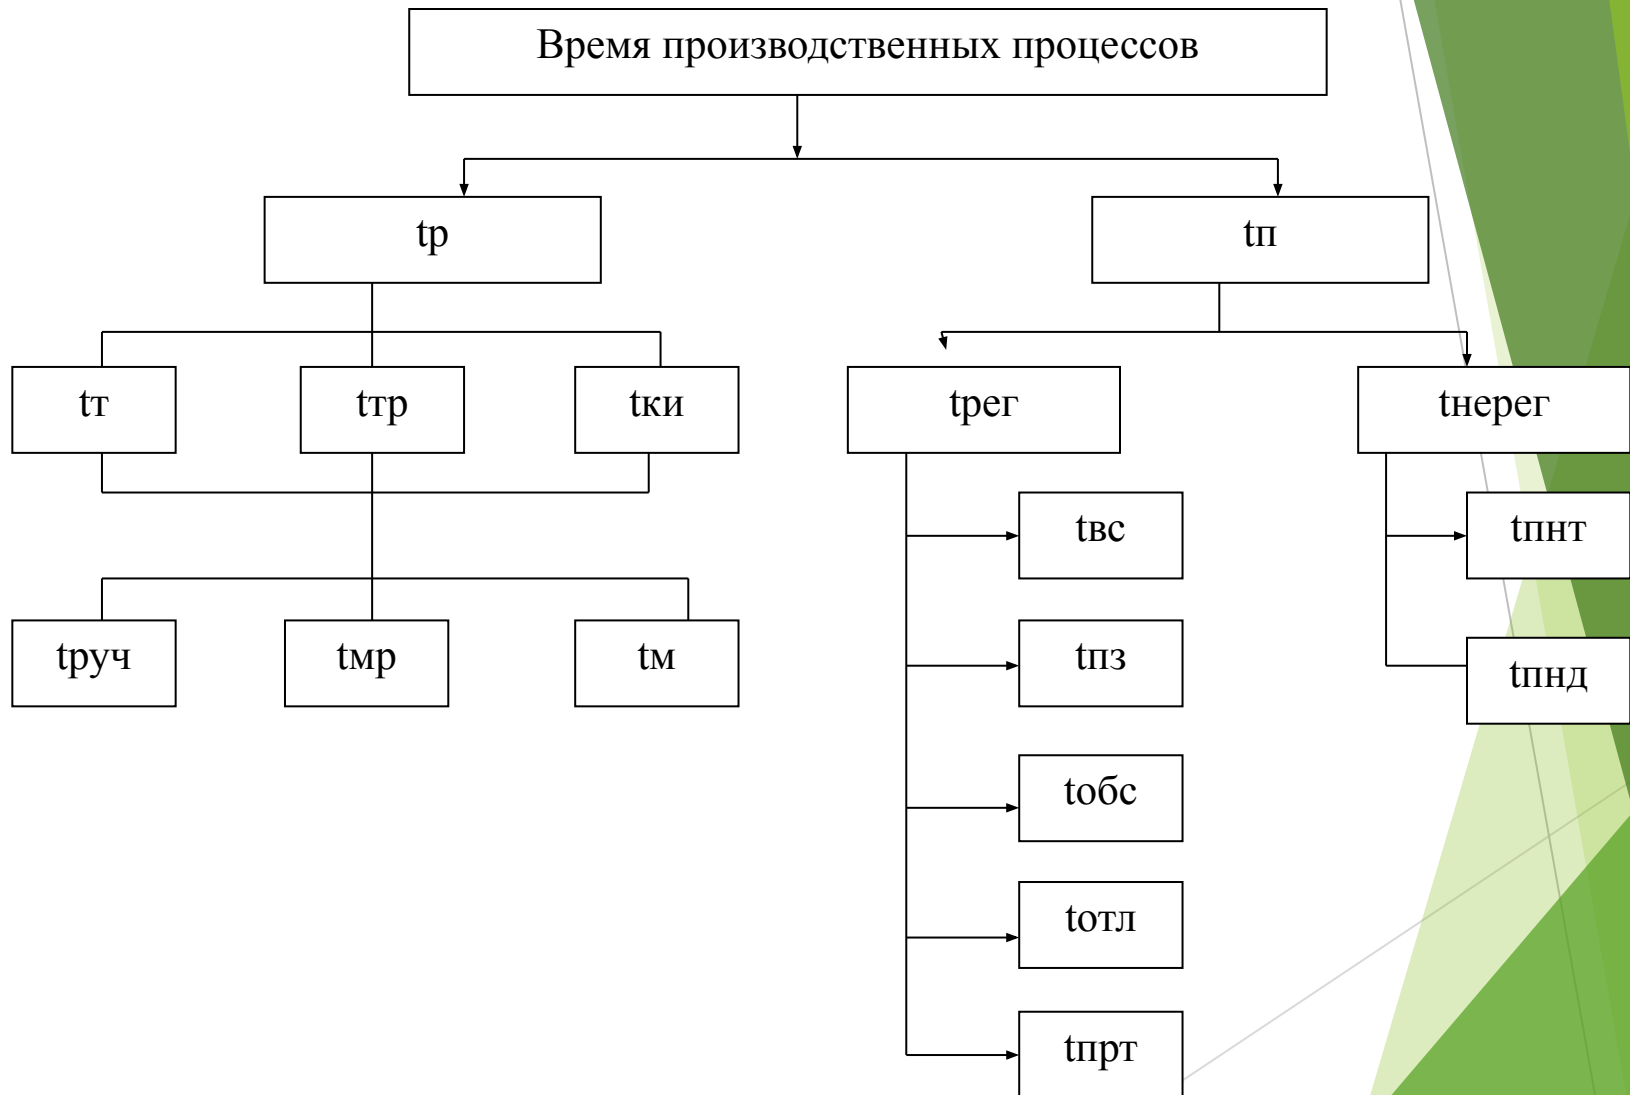 Время производственных процессов
tр
tп
tт
tтр
tки
tрег
tнерег
tвс
tпнт
tруч
tмр
tм
tпз
tпнд
tобс
tотл
tпрт